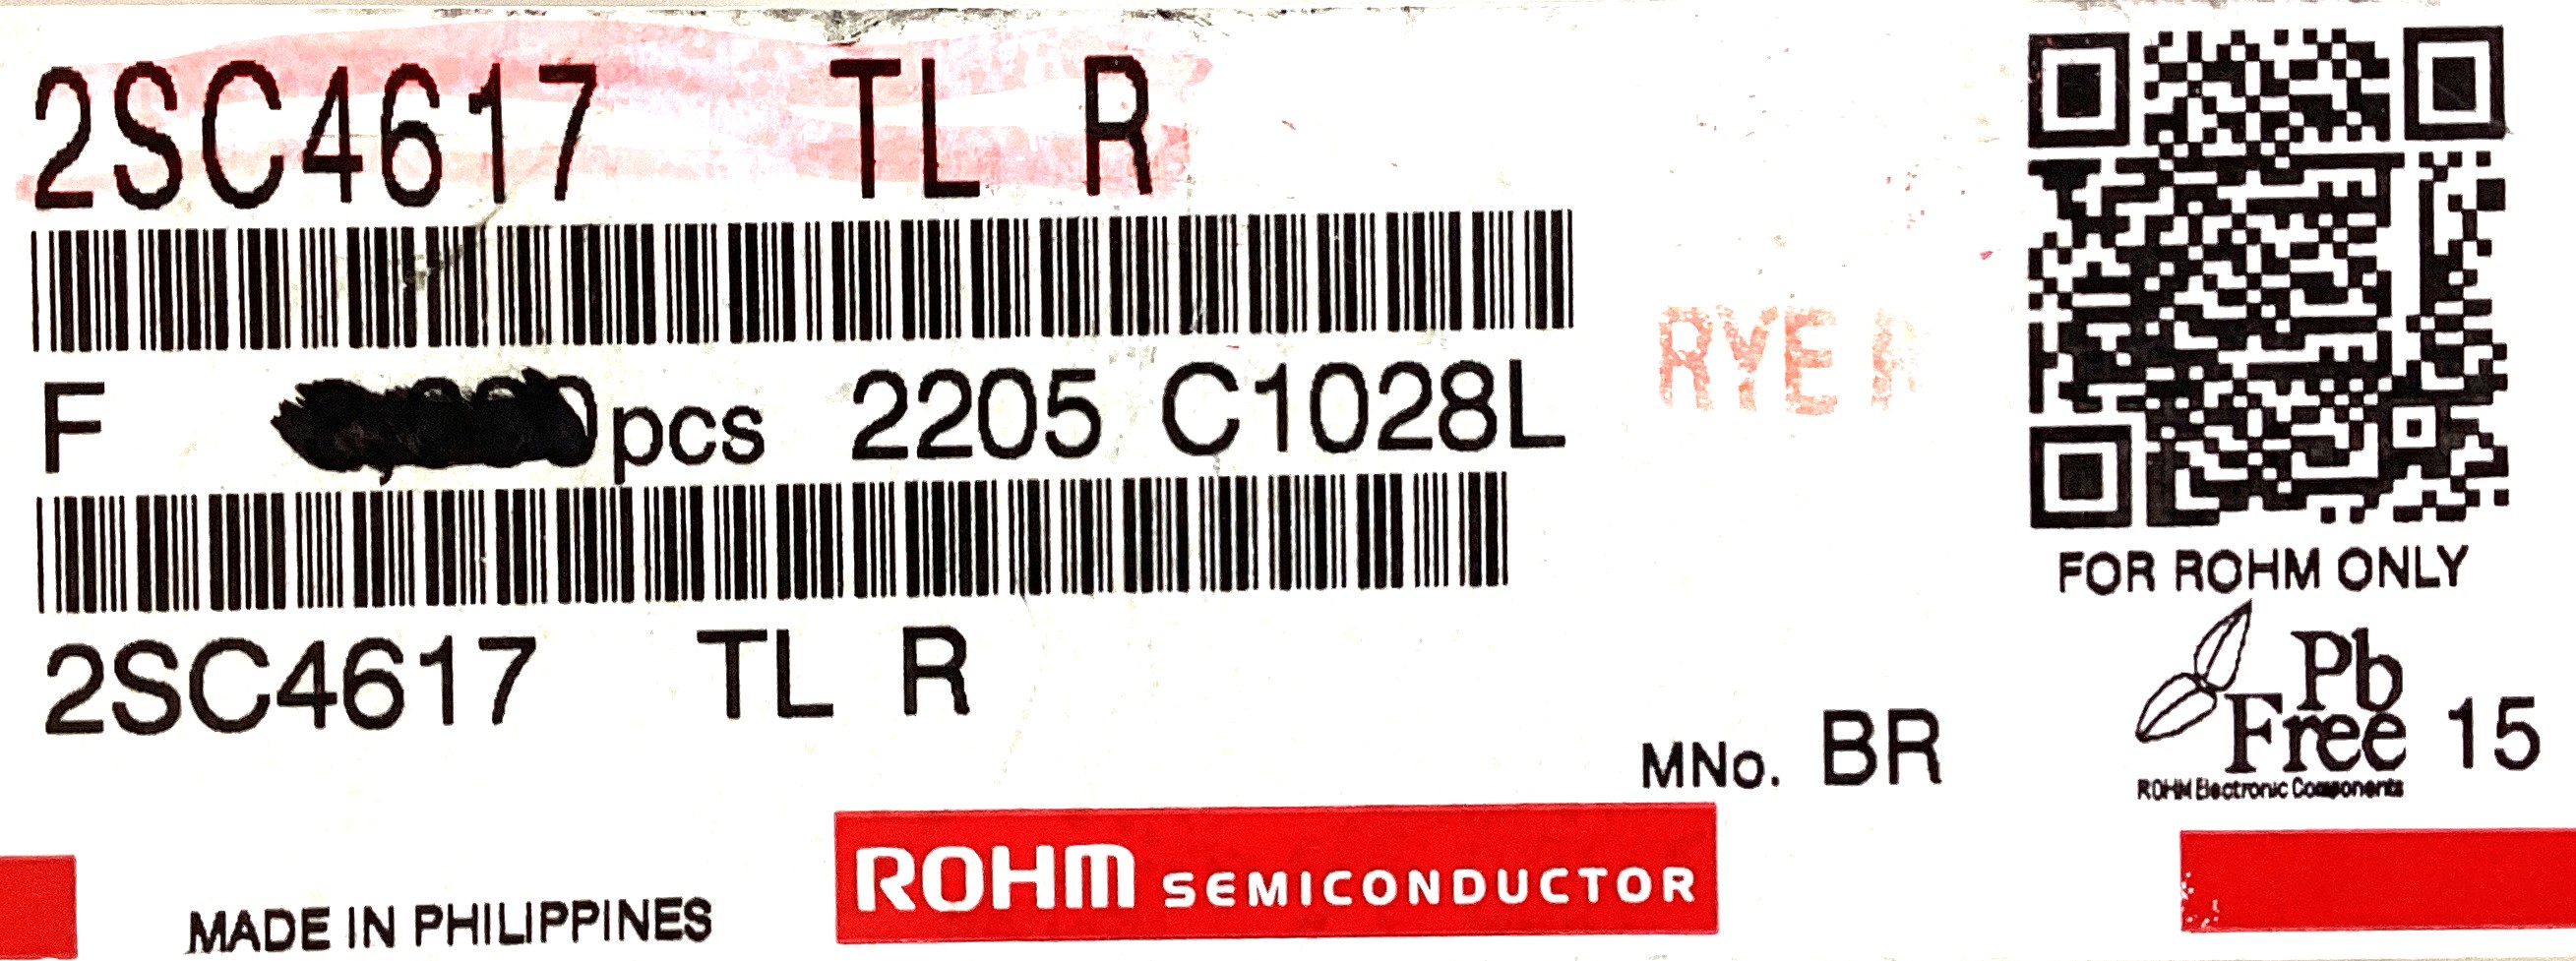 2SC4617 TL R
F pcs 2205 C1028L
RYE
2SC4617 TL R
FOR ROHM ONLY
Pb
Free 15
ROHM Electronic Components
MNo. BR
ROHM SEMICONDUCTOR
MADE IN PHILIPPINES